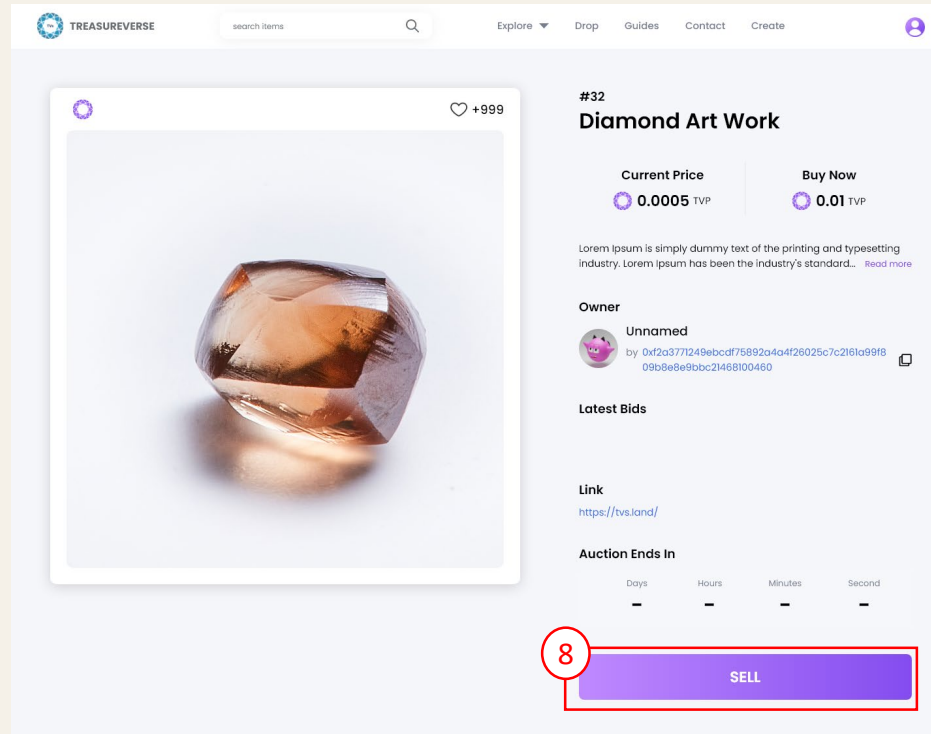 TVs TREASUREVERSE
search items
Explore
Drop
Guides
Contact
Create
+999
#32
Diamond Art Work
Current Price
0.0005 TVP
Buy Now
0.01 TVP
Lorem Ipsum is simply dummy text of the printing and typesetting
industry. Lorem Ipsum has been the industry's standard... Read more
Owner
Unnamed
by 0xf2a3771249ebcdf75892a4a4f26025c7c2161a99f8
09b8e8e9bbc21468100460
Latest Bids
Link
https://tvs.land/
Auction Ends In
Days Hours Minutes Second
- - - -
8
SELL